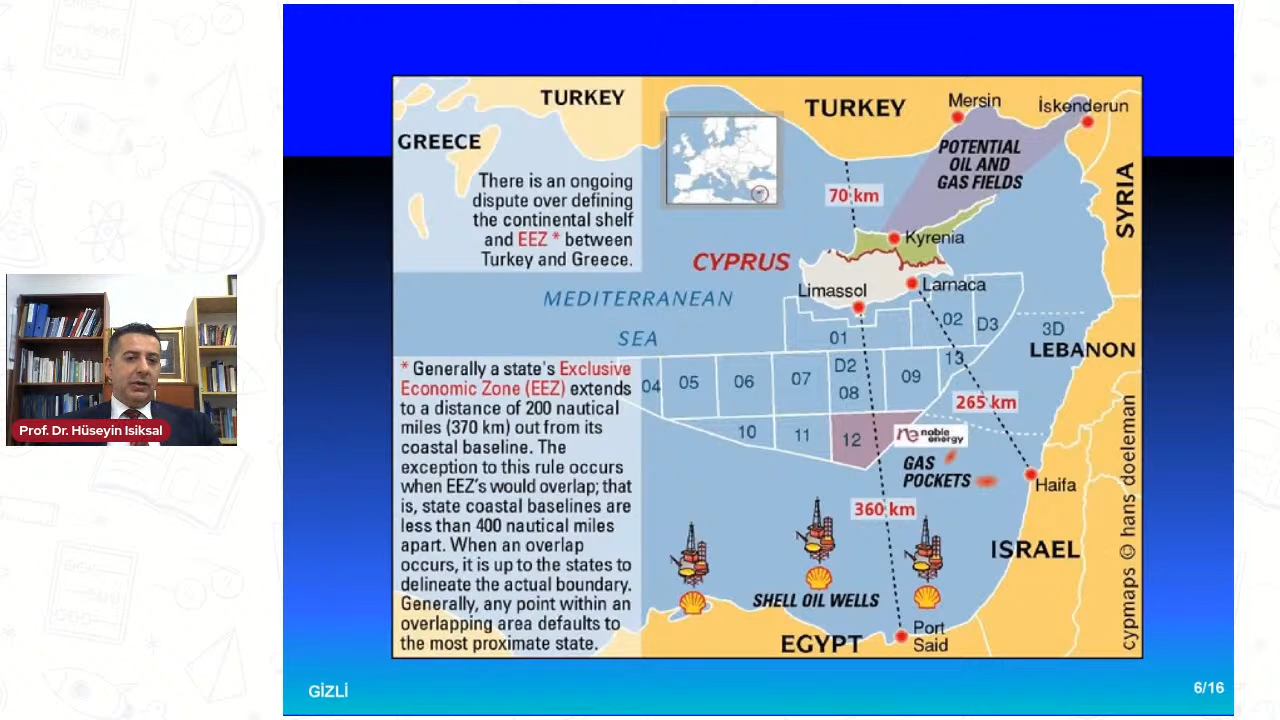 TURKEY
GREECE
There is an ongoing
dispute over defining
the continental shelf
and EEZ * between
Turkey and Greece.
TURKEY
Mersin
İskenderun
POTENTIAL
OIL AND
GAS FIELDS
SYRIA
70 km
Kyrenia
CYPRUS
Limassol
Larnaca
MEDITERRANEAN
SEA
01
02
D3
3D
LEBANON
13
04
05
06
07
D2
08
09
10
11
12
265 km
noble
energy
GAS
POCKETS
Haifa
360 km
ISRAEL
SHELL OIL WELLS
EGYPT
Port
Said
cypmaps © hans doeleman
* Generally a state's Exclusive
Economic Zone (EEZ) extends
to a distance of 200 nautical
miles (370 km) out from its
coastal baseline. The
exception to this rule occurs
when EEZ's would overlap; that
is, state coastal baselines are
less than 400 nautical miles
apart. When an overlap
occurs, it is up to the states to
delineate the actual boundary.
Generally, any point within an
overlapping area defaults to
the most proximate state.
Prof. Dr. Hüseyin Isiksal
GİZLİ
6/16